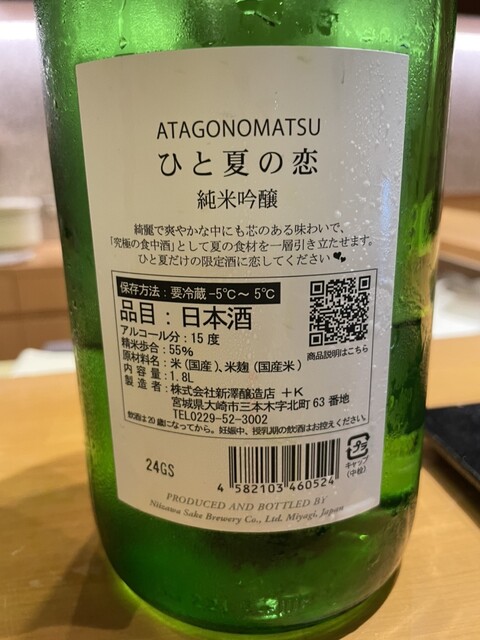 ATAGONOMATSU
ひと夏の恋
純米吟醸
綺麗で爽やかな中にも芯のある味わいで、
「究極の食中酒」として夏の食材を一層引き立たせます。
ひと夏だけの限定酒に恋してください
保存方法：要冷蔵 -5℃～5℃
品目：日本酒
アルコール分：15度
精米歩合：55%
原材料名：米（国産）、米麹（国産米）
内容量：1.8L
製造者：株式会社新澤醸造店 +K
宮城県大崎市三本木字北町63番地
TEL0229-52-3002
商品説明はこちら
飲酒は20歳になってから。妊娠中、授乳期の飲酒はお控えください。
24GS
4 582103 460524
プラ
キャップ
（中栓）
PRODUCED AND BOTTLED BY
Niizawa Sake Brewery Co., Ltd. Miyagi, Japan